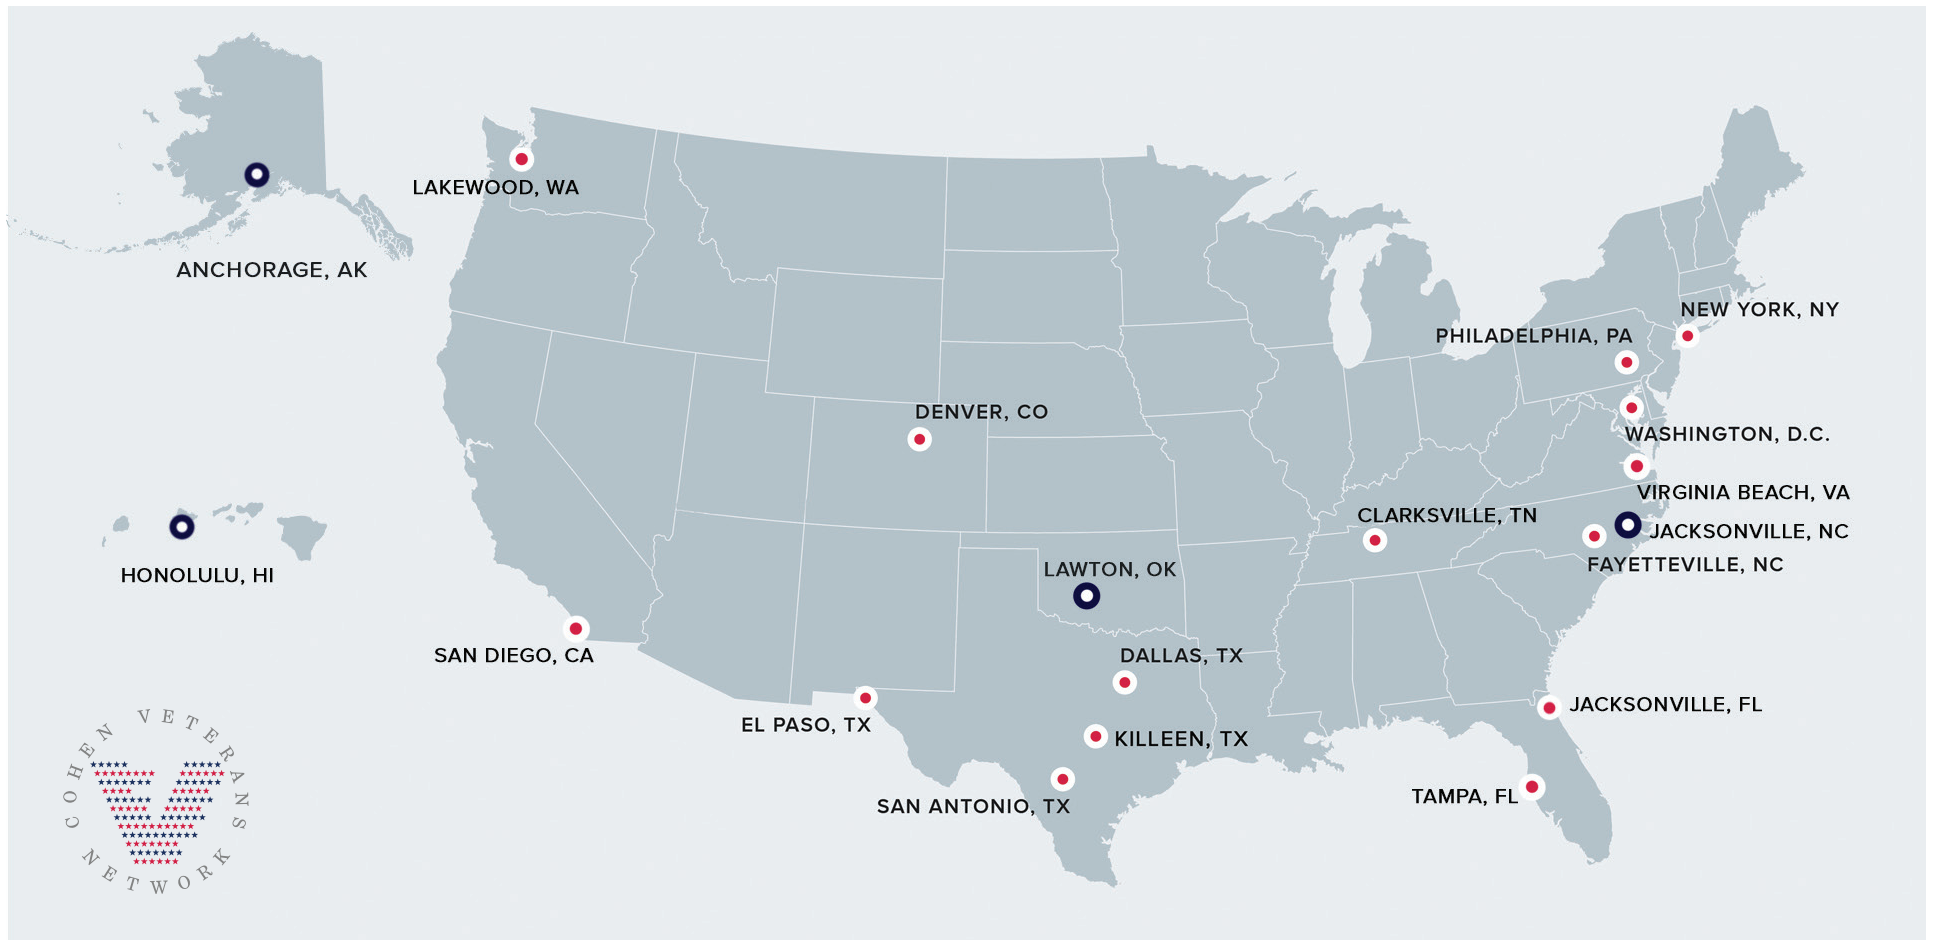 LAKEWOOD, WA
ANCHORAGE, AK
NEW YORK, NY
PHILADELPHIA, PA
DENVER, CO
WASHINGTON, D.C.
VIRGINIA BEACH, VA
CLARKSVILLE, TN
JACKSONVILLE, NC
FAYETTEVILLE, NC
LAWTON, OK
HONOLULU, HI
SAN DIEGO, CA
DALLAS, TX
JACKSONVILLE, FL
EL PASO, TX
KILLEEN, TX
TAMPA, FL
SAN ANTONIO, TX
COHEN VETERANS
NETWORK